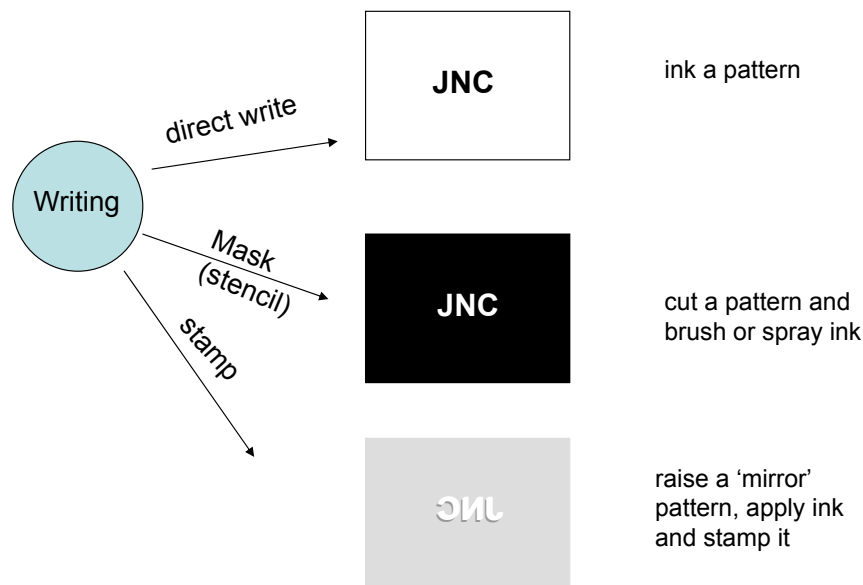 Writing
direct write
JNC
ink a pattern
Mask
(stencil)
JNC
cut a pattern and
brush or spray ink
stamp
JNC
raise a ‘mirror’
pattern, apply ink
and stamp it